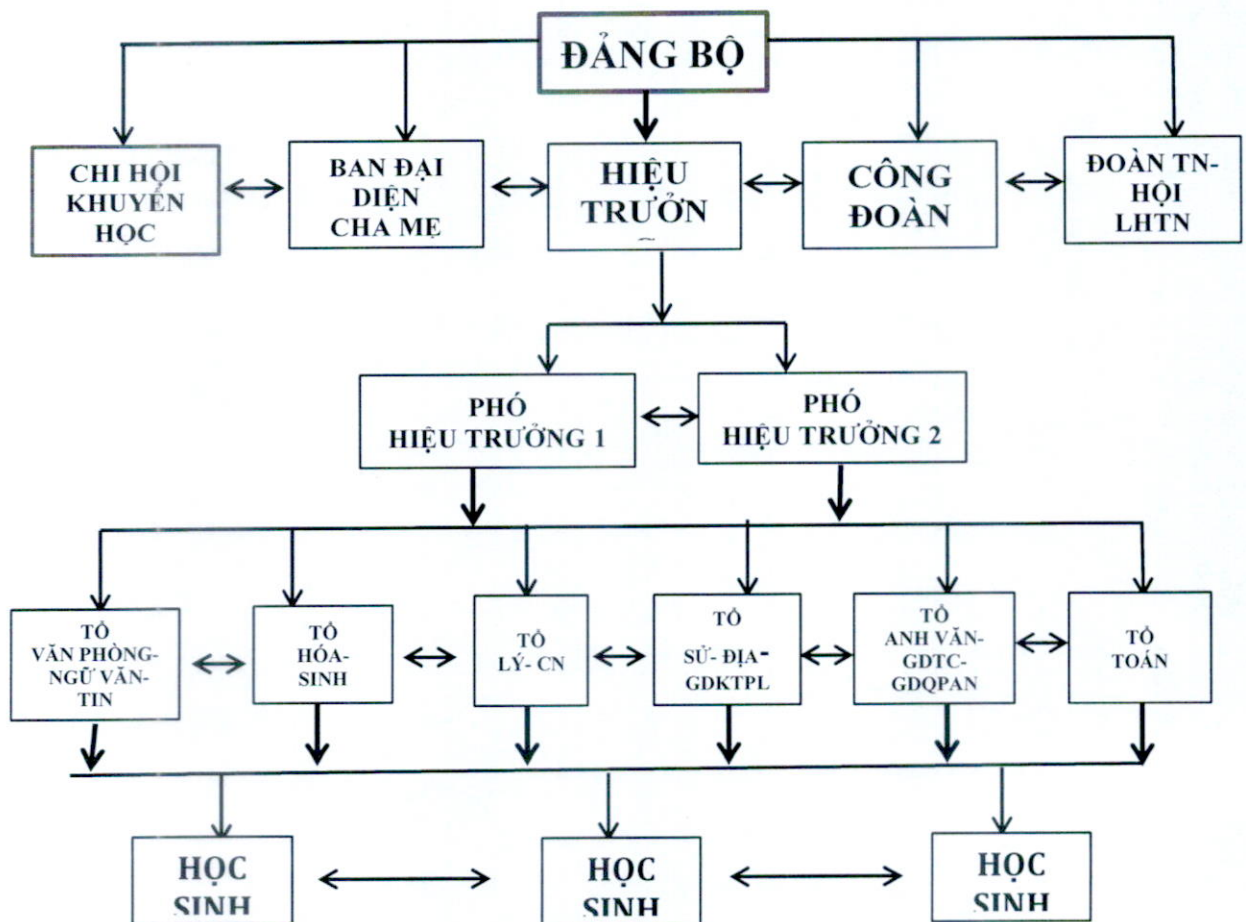 ĐẢNG BỘ
CHI HỘI
KHUYẾN
HỌC
BAN ĐẠI
DIỆN
CHA MẸ
HIỆU
TRƯỞN
CÔNG
ĐOÀN
ĐOÀN TN-
HỘI
LHTN
PHÓ
HIỆU TRƯỞNG 1
PHÓ
HIỆU TRƯỞNG 2
TỔ
VĂN PHÒNG-
NGỮ VĂN-
TIN
TỔ
HÓA-
SINH
TỔ
LÝ- CN
TỔ
SỬ- ĐỊA-
GDKTPL
TỔ
ANH VĂN-
GDTC-
GDQPAN
TỔ
TOÁN
HỌC
SINH
HỌC
SINH
HỌC
SINH